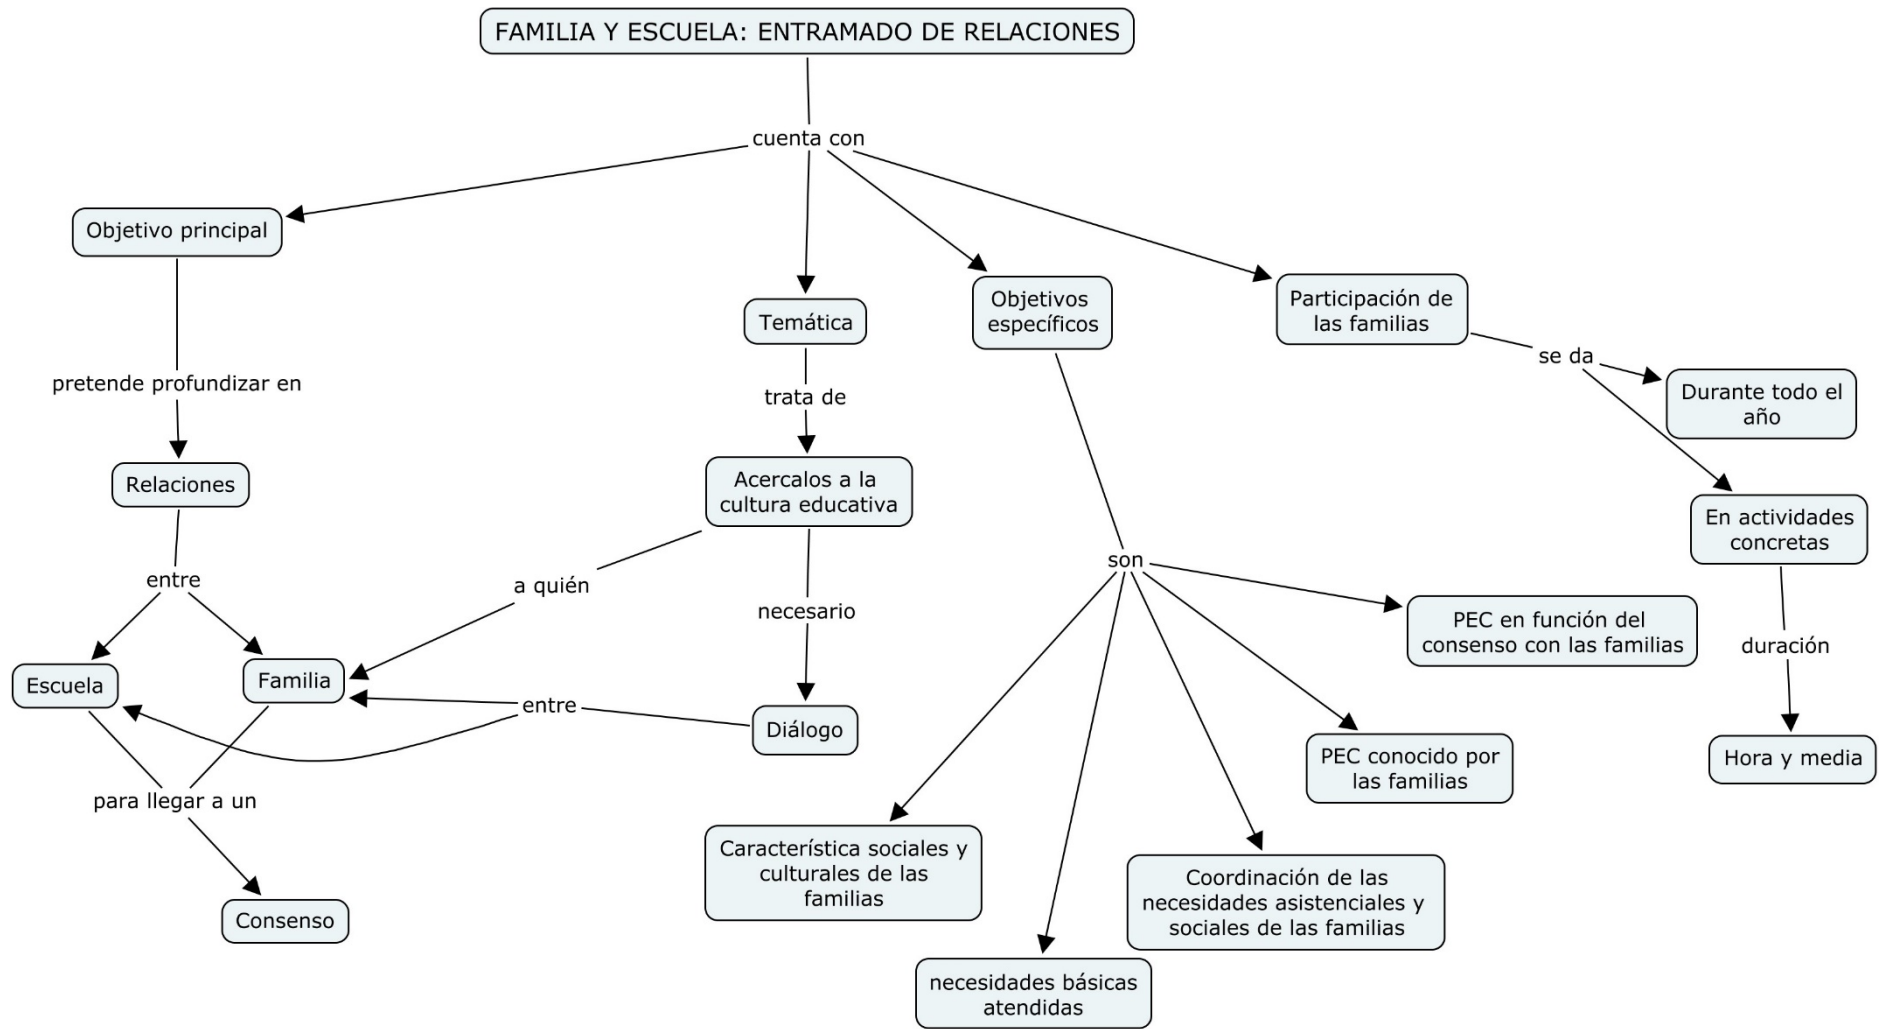 FAMILIA Y ESCUELA: ENTRAMADO DE RELACIONES
cuenta con
Objetivo principal
pretende profundizar en
Relaciones
entre
Escuela
Familia
para llegar a un
Consenso
Temática
trata de
Acercalos a la
cultura educativa
a quién
necesario
Diálogo
entre
Objetivos
específicos
son
Característica sociales y
culturales de las
familias
necesidades básicas
atendidas
Coordinación de las
necesidades asistenciales y
sociales de las familias
PEC conocido por
las familias
PEC en función del
consenso con las familias
Participación de
las familias
se da
Durante todo el
año
En actividades
concretas
duración
Hora y media